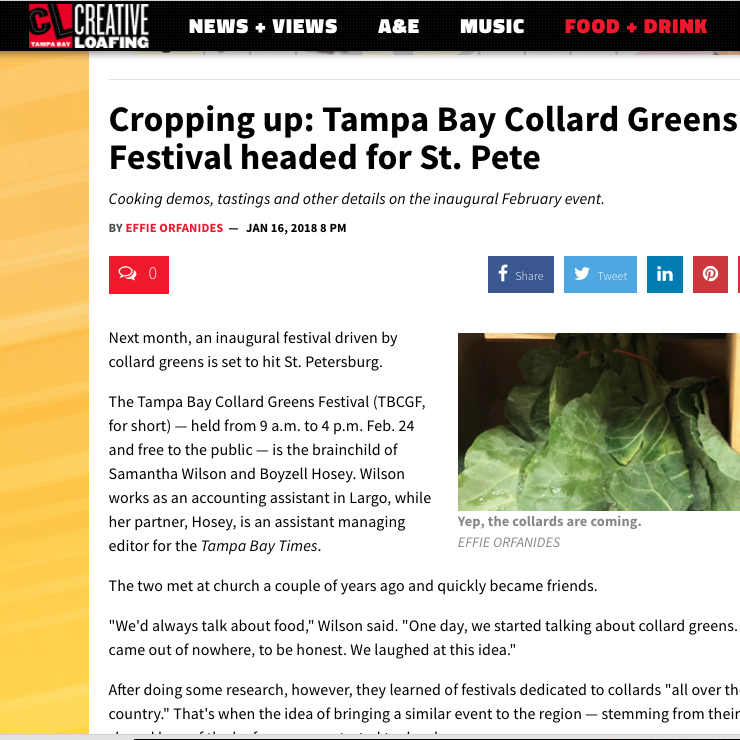 CL CREATIVE
TAMPA BAY LOAFING
NEWS + VIEWS A&E MUSIC FOOD + DRINK
Cropping up: Tampa Bay Collard Greens
Festival headed for St. Pete
Cooking demos, tastings and other details on the inaugural February event.
BY EFFIE ORFANIDES — JAN 16, 2018 8 PM
0 Share Tweet in
Next month, an inaugural festival driven by
collard greens is set to hit St. Petersburg.
The Tampa Bay Collard Greens Festival (TBCGF,
for short) — held from 9 a.m. to 4 p.m. Feb. 24
and free to the public — is the brainchild of
Samantha Wilson and Boyzell Hosey. Wilson
works as an accounting assistant in Largo, while
her partner, Hosey, is an assistant managing
editor for the Tampa Bay Times.
Yep, the collards are coming.
EFFIE ORFANIDES
The two met at church a couple of years ago and quickly became friends.
"We'd always talk about food," Wilson said. "One day, we started talking about collard greens.
came out of nowhere, to be honest. We laughed at this idea."
After doing some research, however, they learned of festivals dedicated to collards "all over the
country." That's when the idea of bringing a similar event to the region — stemming from their